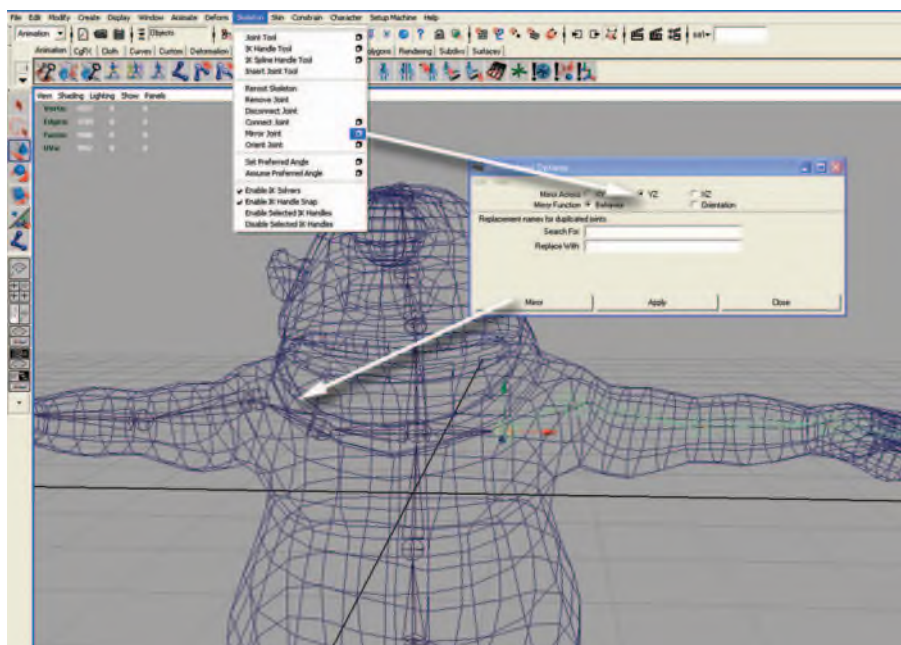 File Edit Modify Create Display Window Animate Deform Skeleton Skin Constrain Character Setup Machine Help
Animation Objects sel
Animation Cloth Curves Custom Deformation Polygons Rendering Subdivs Surfaces
View Shading Lighting Show Panels
Verts:
Edges:
Faces:
UVs:
Joint Tool
IK Handle Tool
IK Spline Handle Tool
Insert Joint Tool
Reroot Skeleton
Remove Joint
Disconnect Joint
Connect Joint
Mirror Joint
Orient Joint
Set Preferred Angle
Assume Preferred Angle
Enable IK Solvers
Enable IK Handle Snap
Enable Selected IK Handles
Disable Selected IK Handles
Options
Mirror Across XY YZ XZ
Mirror Function Behavior Orientation
Replacement names for duplicated joints
Search For
Replace With
Mirror Apply Close